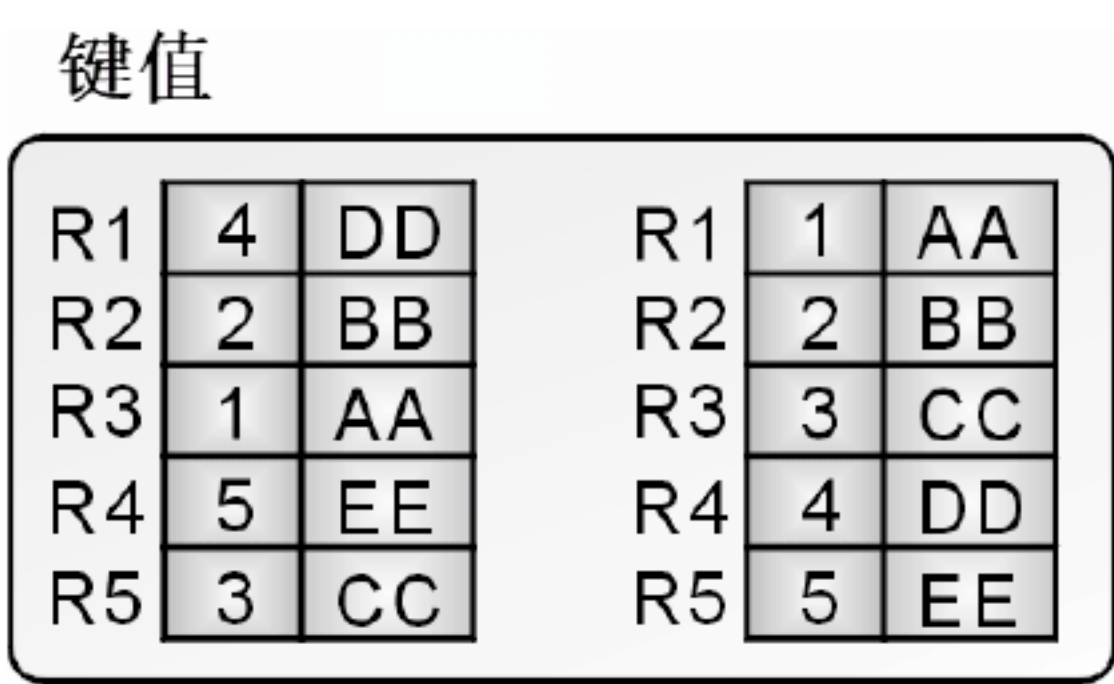 键值
R1 4 DD R1 1 AA
R2 2 BB R2 2 BB
R3 1 AA R3 3 CC
R4 5 EE R4 4 DD
R5 3 CC R5 5 EE